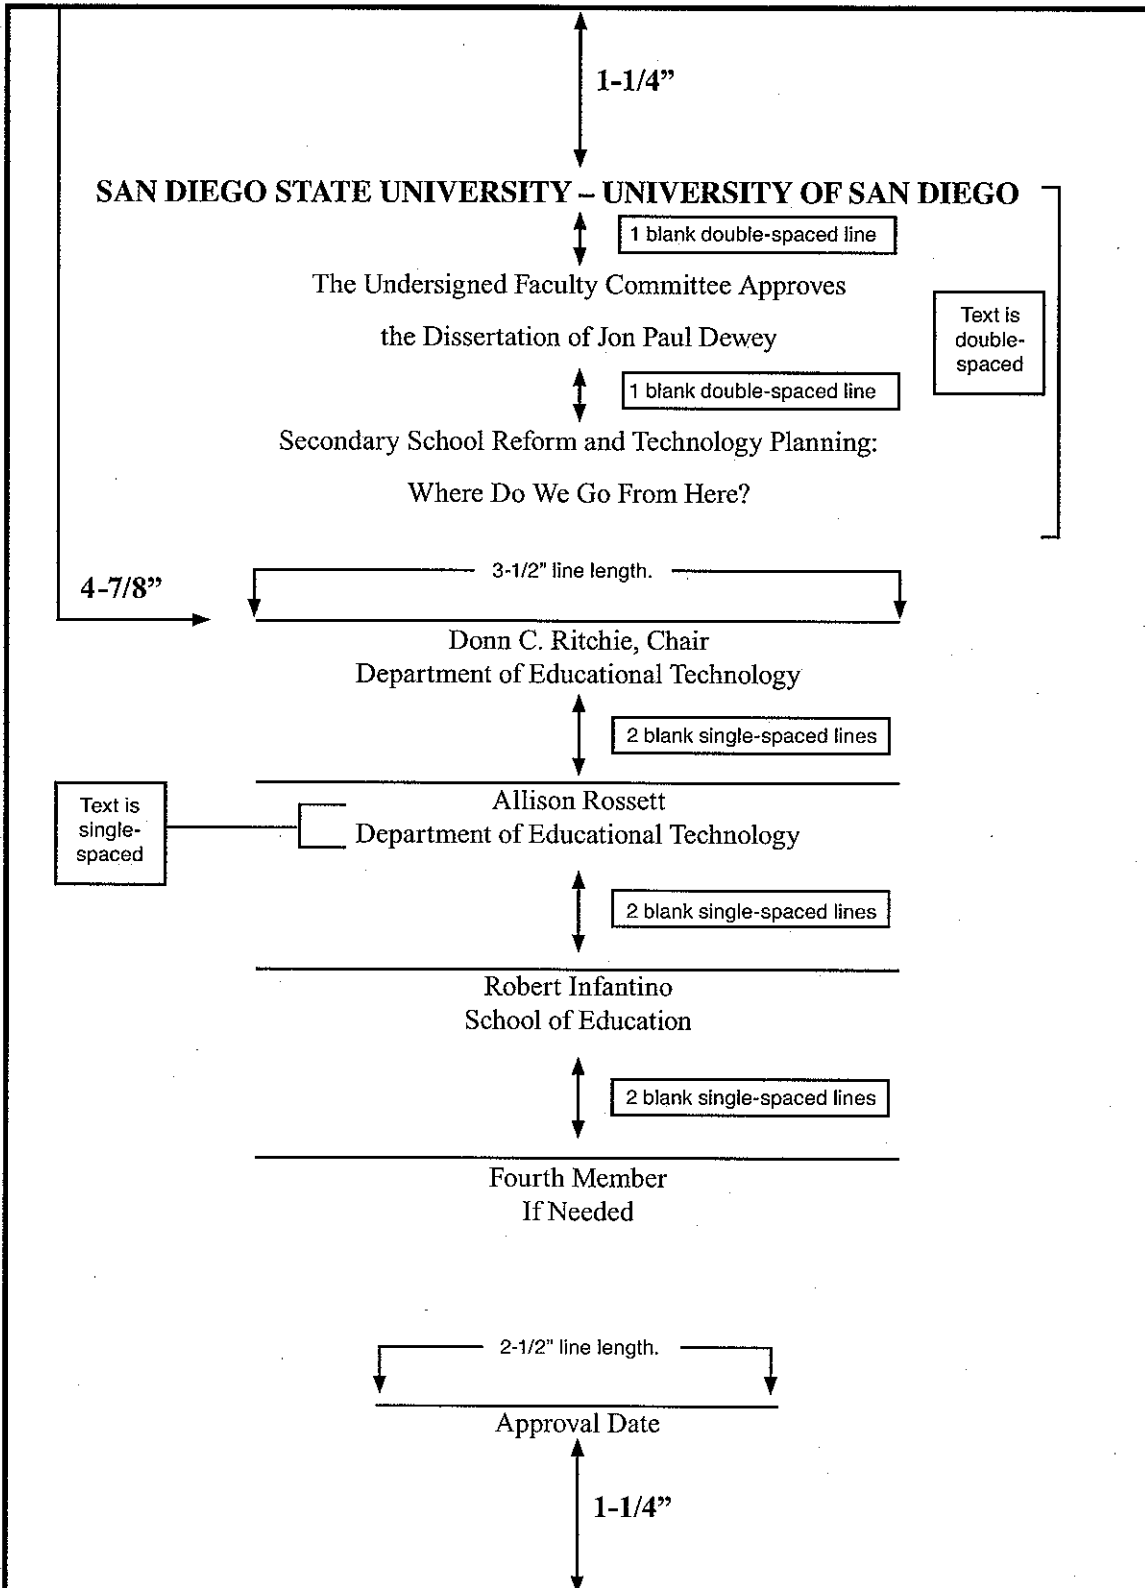 1-1/4”
SAN DIEGO STATE UNIVERSITY – UNIVERSITY OF SAN DIEGO
1 blank double-spaced line
The Undersigned Faculty Committee Approves
the Dissertation of Jon Paul Dewey
Text is
double-
spaced
1 blank double-spaced line
Secondary School Reform and Technology Planning:
Where Do We Go From Here?
4-7/8”
3-1/2" line length.
Donn C. Ritchie, Chair
Department of Educational Technology
2 blank single-spaced lines
Text is
single-
spaced
Allison Rossett
Department of Educational Technology
2 blank single-spaced lines
Robert Infantino
School of Education
2 blank single-spaced lines
Fourth Member
If Needed
2-1/2" line length.
Approval Date
1-1/4”